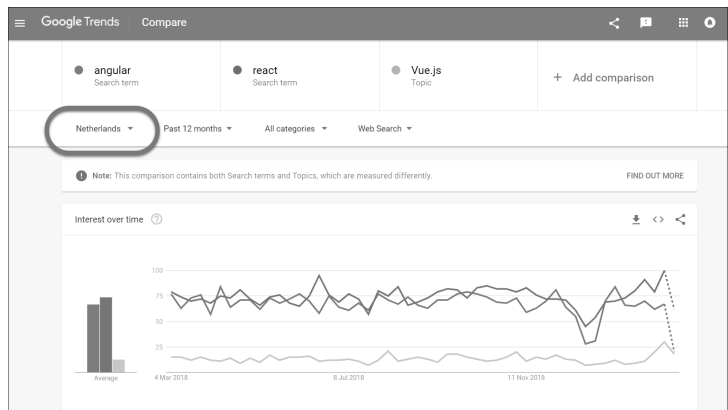 Google Trends Compare
angular
Search term
react
Search term
Vue.js
Topic
+ Add comparison
Netherlands
Past 12 months
All categories
Web Search
! Note: This comparison contains both Search terms and Topics, which are measured differently. FIND OUT MORE
Interest over time ?
100
75
50
25
Average
4 Mar 2018
8 Jul 2018
11 Nov 2018